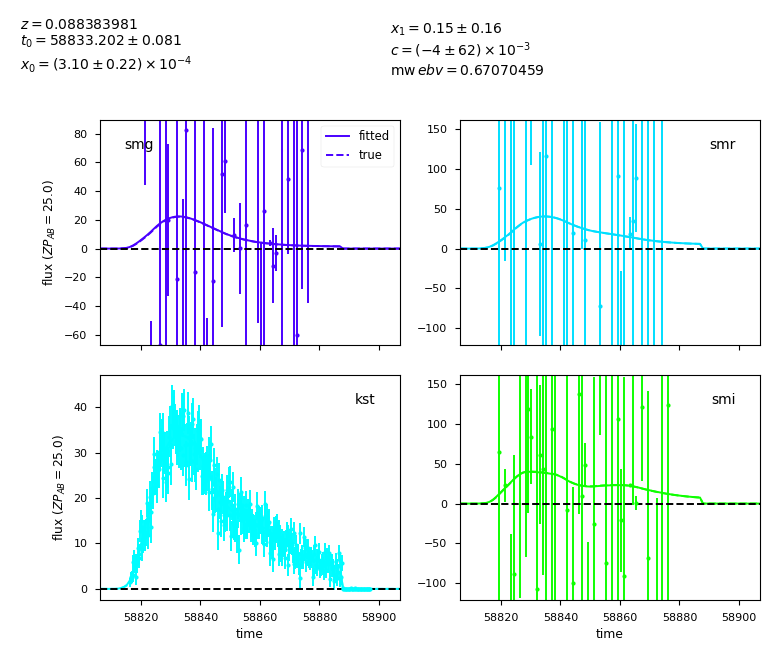 z = 0.088383981
t₀ = 58833.202 ± 0.081
x₀ = (3.10 ± 0.22) × 10⁻⁴
x₁ = 0.15 ± 0.16
c = (−4 ± 62) × 10⁻³
mw ebv = 0.67070459
smg
fitted
true
80
60
40
20
0
−20
−40
−60
flux (ZP_AB = 25.0)
smr
150
100
50
0
−50
−100
kst
40
30
20
10
0
flux (ZP_AB = 25.0)
58820 58840 58860 58880 58900
time
smi
150
100
50
0
−50
−100
58820 58840 58860 58880 58900
time